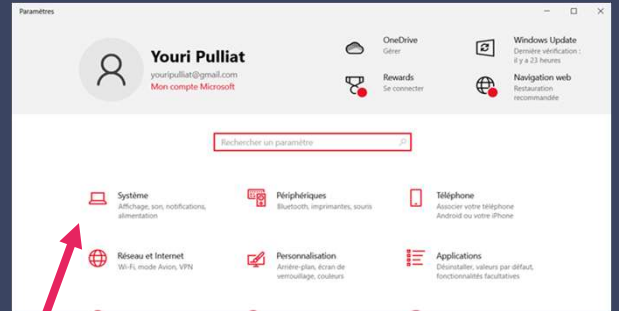 Paramètres
Youri Pulliat
youripulliat@gmail.com
Mon compte Microsoft
OneDrive
Gérer
Rewards
Se connecter
Windows Update
Dernière vérification :
il y a 23 heures
Navigation web
Restauration
recommandée
Rechercher un paramètre
Système
Affichage, son, notifications,
alimentation
Périphériques
Bluetooth, imprimantes, souris
Téléphone
Associer votre téléphone
Android ou votre iPhone
Réseau et Internet
Wi-Fi, mode Avion, VPN
Personnalisation
Arrière-plan, écran de
verrouillage, couleurs
Applications
Désinstaller, valeurs par défaut,
fonctionnalités facultatives